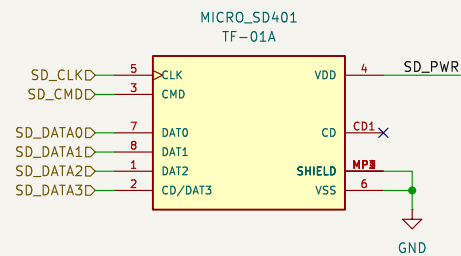 MICRO_SD401
TF-01A
SD_CLK 5 CLK VDD 4 SD_PWR
SD_CMD 3 CMD
SD_DATA0 7 DAT0 CD CD1
SD_DATA1 8 DAT1
SD_DATA2 1 DAT2 SHIELD
SD_DATA3 2 CD/DAT3 VSS 6
GND